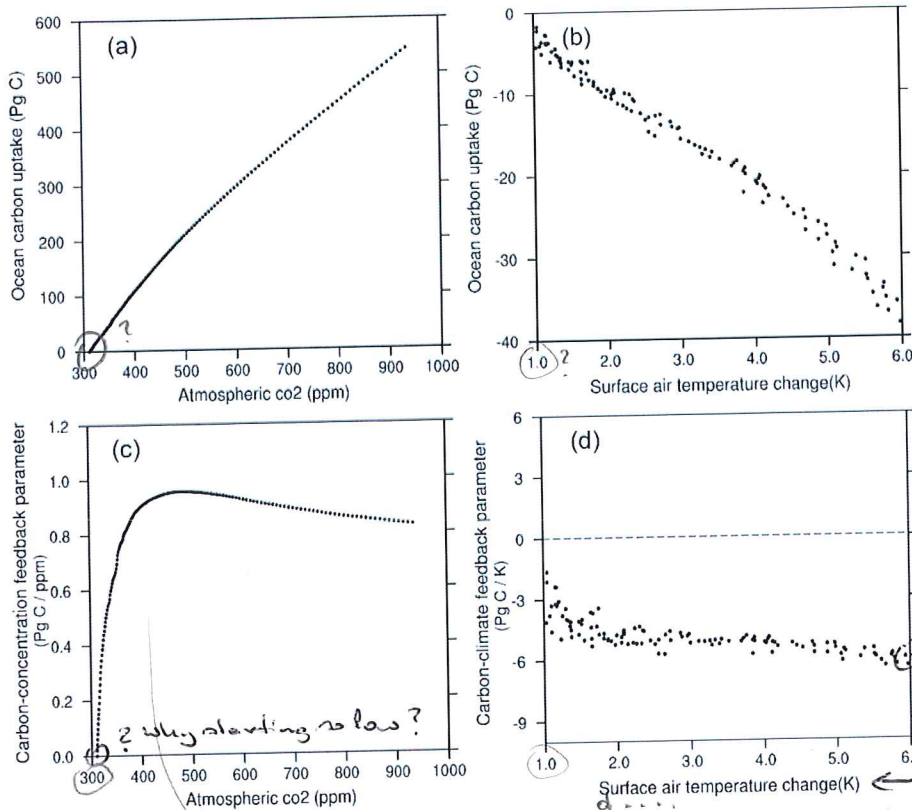 (a)
Ocean carbon uptake (Pg C)
600
500
400
300
200
100
0
300 400 500 600 700 800 900 1000
Atmospheric co2 (ppm)
?
(b)
Ocean carbon uptake (Pg C)
0
-10
-20
-30
-40
1.0 2.0 3.0 4.0 5.0 6.0
?
Surface air temperature change(K)
(c)
Carbon-concentration feedback parameter
(Pg C / ppm)
1.2
1.0
0.8
0.6
0.4
0.2
0.0
? why starting so low?
300 400 500 600 700 800 900 1000
Atmospheric co2 (ppm)
(d)
Carbon-climate feedback parameter
(Pg C / K)
6
3
0
-3
-6
-9
1.0 2.0 3.0 4.0 5.0 6.
Surface air temperature change(K)